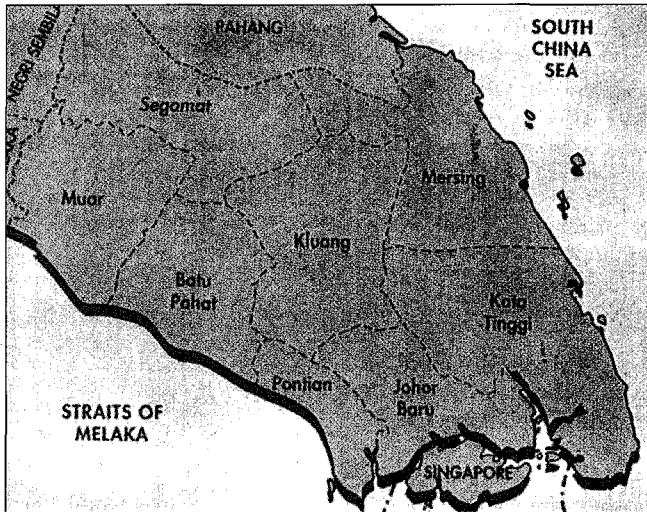 PAHANG
SOUTH
CHINA
SEA
NEGRI SEMBILA
Segamat
Mersing
Muar
Kluang
Batu
Pahat
Kota
Tinggi
Pontian
Johor
Baru
STRAITS OF
MELAKA
SINGAPORE